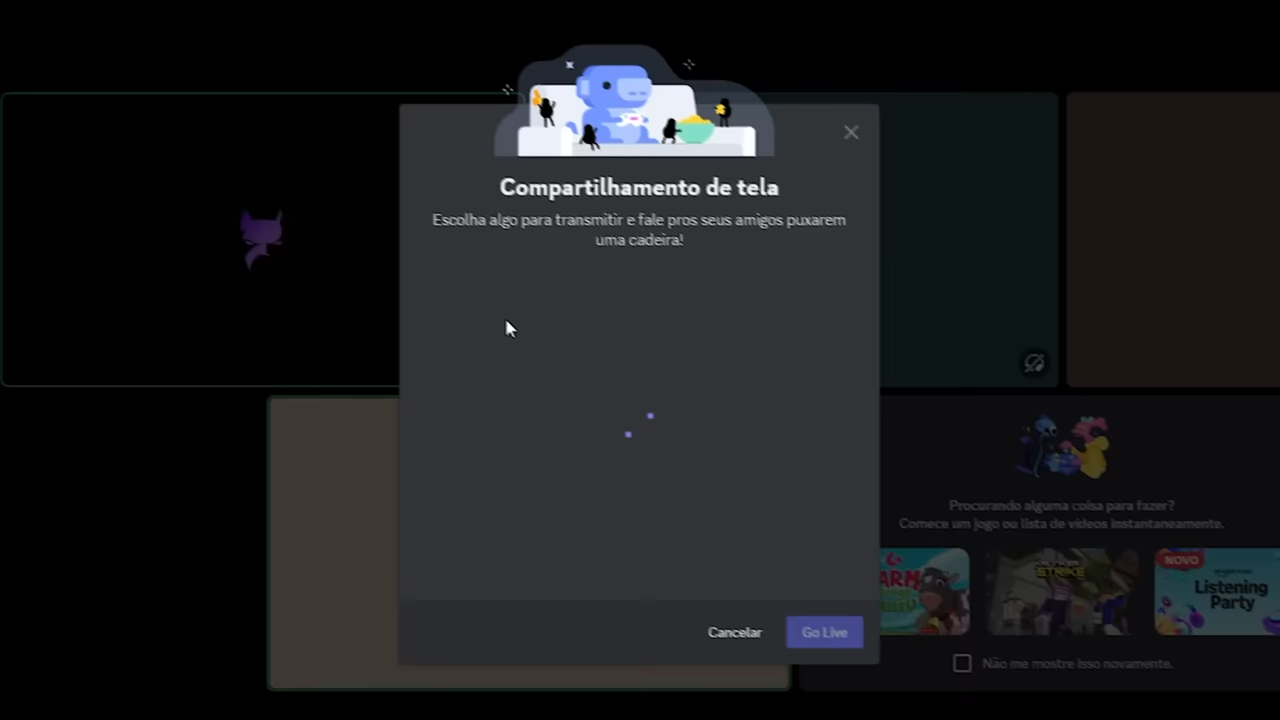 Compartilhamento de tela
Escolha algo para transmitir e fale pros seus amigos puxarem
uma cadeira!
Procurando alguma coisa para fazer?
Comece um jogo ou lista de vídeos instantaneamente.
STRIKE
NOVO
Listening
Party
Cancelar
Go Live
Não me mostre isso novamente.